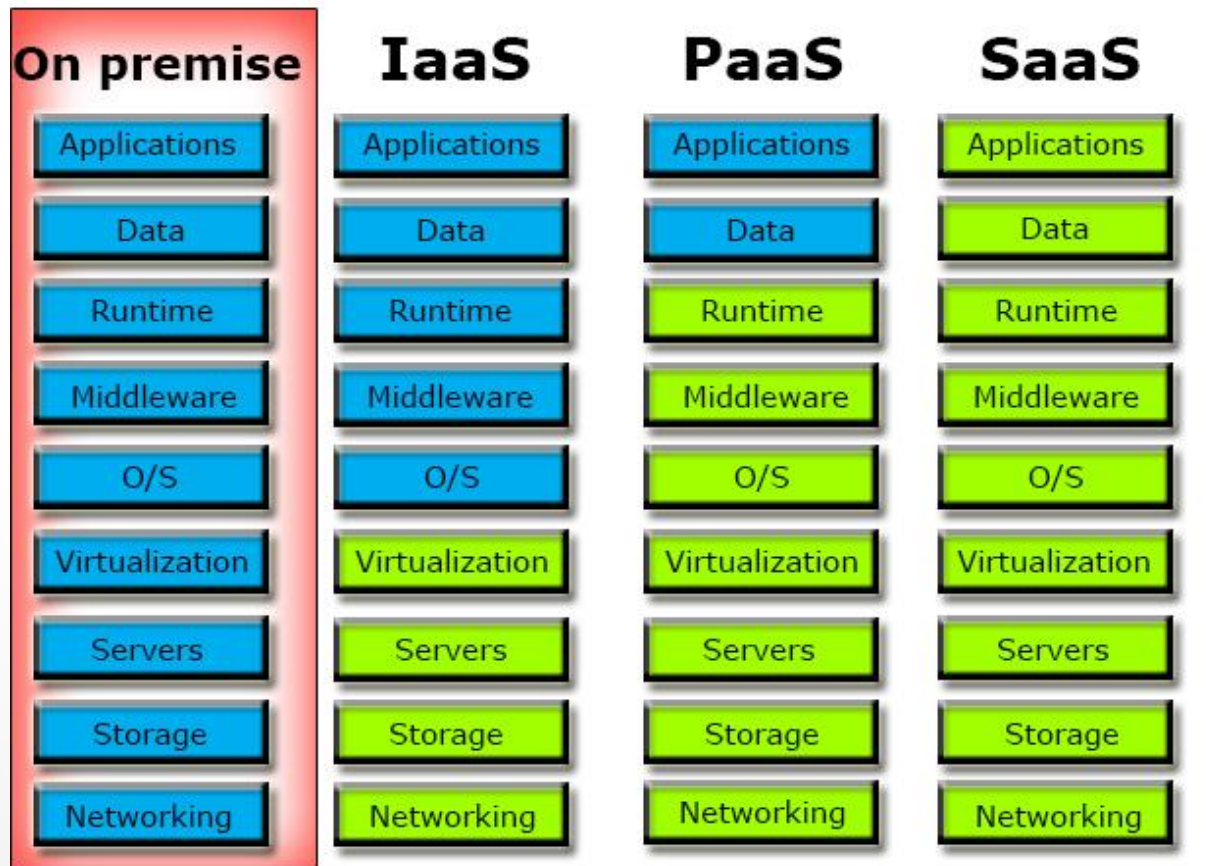 On premise IaaS PaaS SaaS
Applications Applications Applications Applications
Data Data Data Data
Runtime Runtime Runtime Runtime
Middleware Middleware Middleware Middleware
O/S O/S O/S O/S
Virtualization Virtualization Virtualization Virtualization
Servers Servers Servers Servers
Storage Storage Storage Storage
Networking Networking Networking Networking